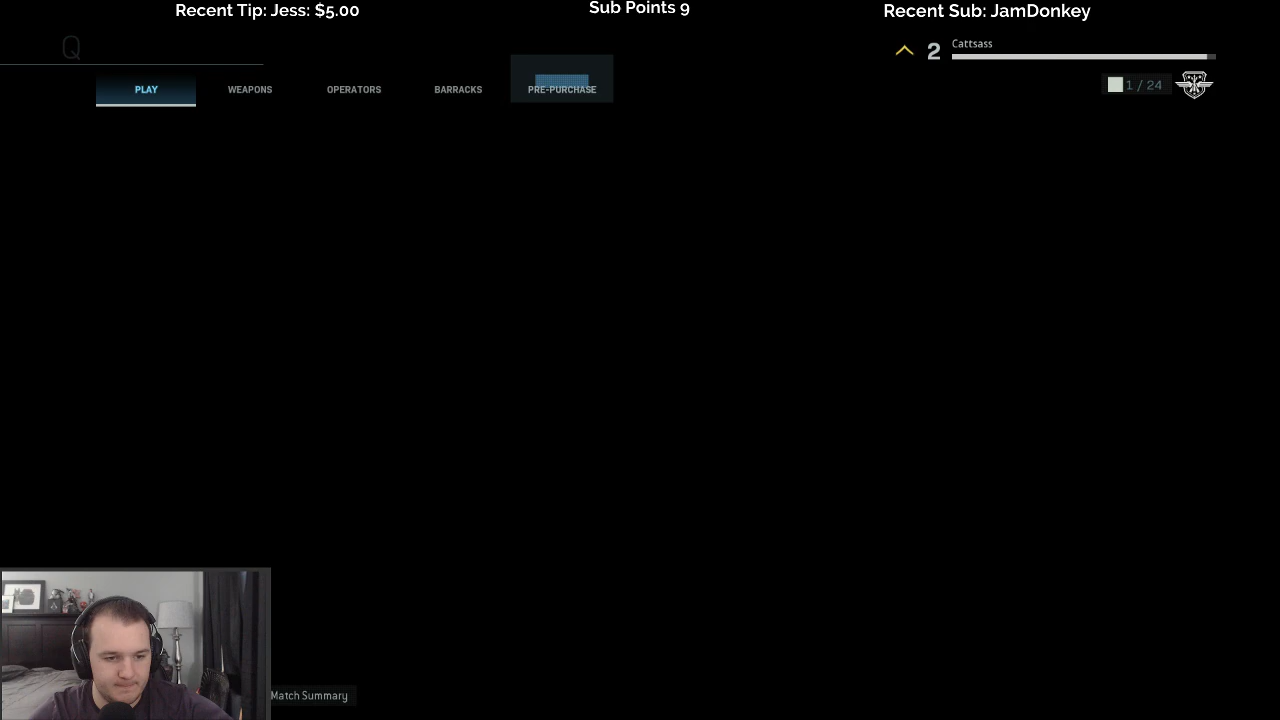 Recent Tip: Jess: $5.00
Sub Points 9
Recent Sub: JamDonkey
Q
2
Cattsass
PLAY
WEAPONS
OPERATORS
BARRACKS
PRE-PURCHASE
1 / 24
Match Summary